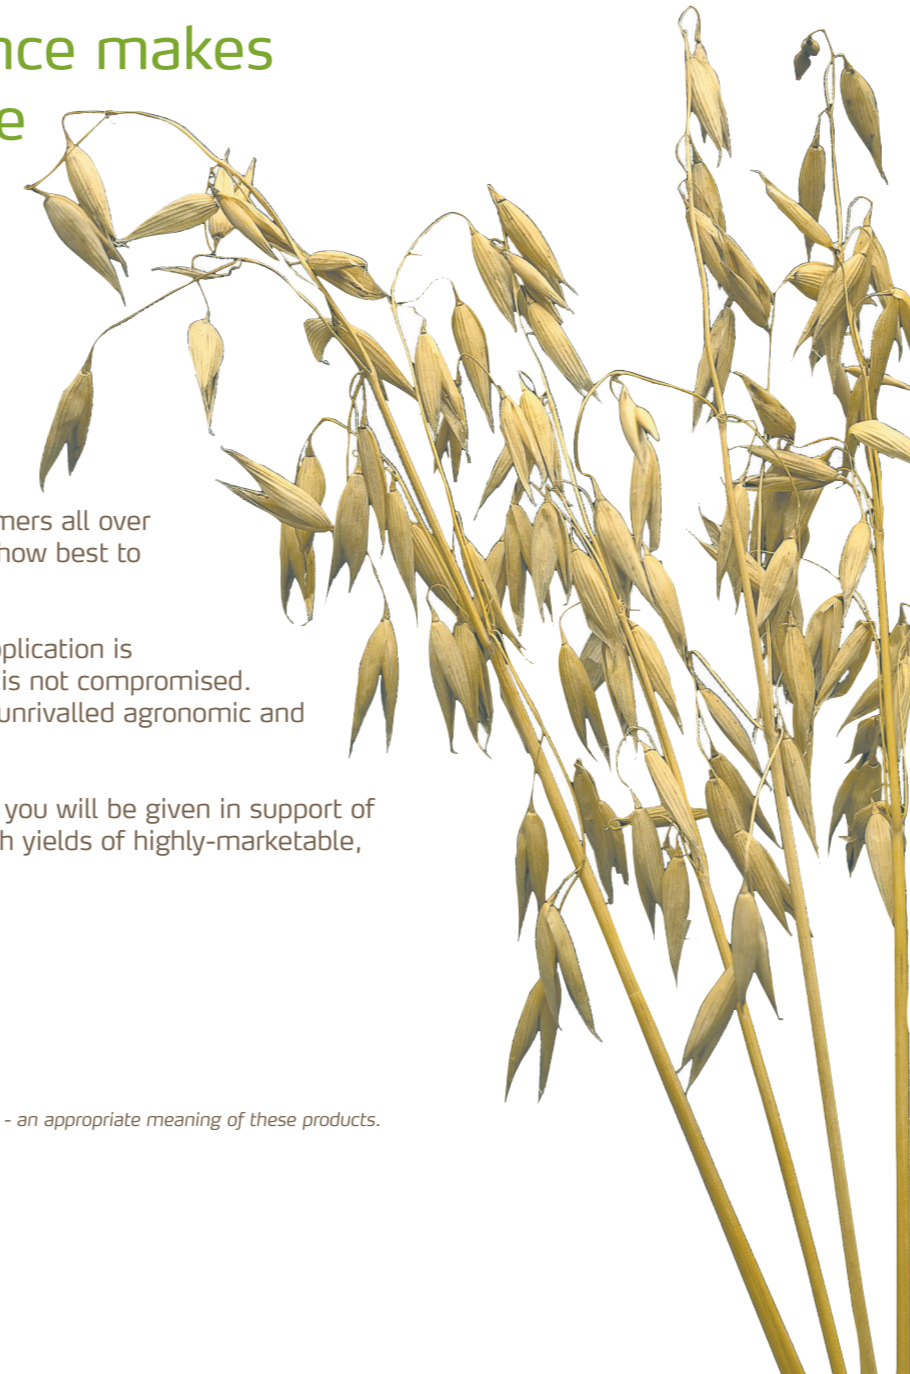 nce makes
e
mers all over
how best to
plication is
is not compromised.
unrivalled agronomic and
you will be given in support of
h yields of highly-marketable,
- an appropriate meaning of these products.